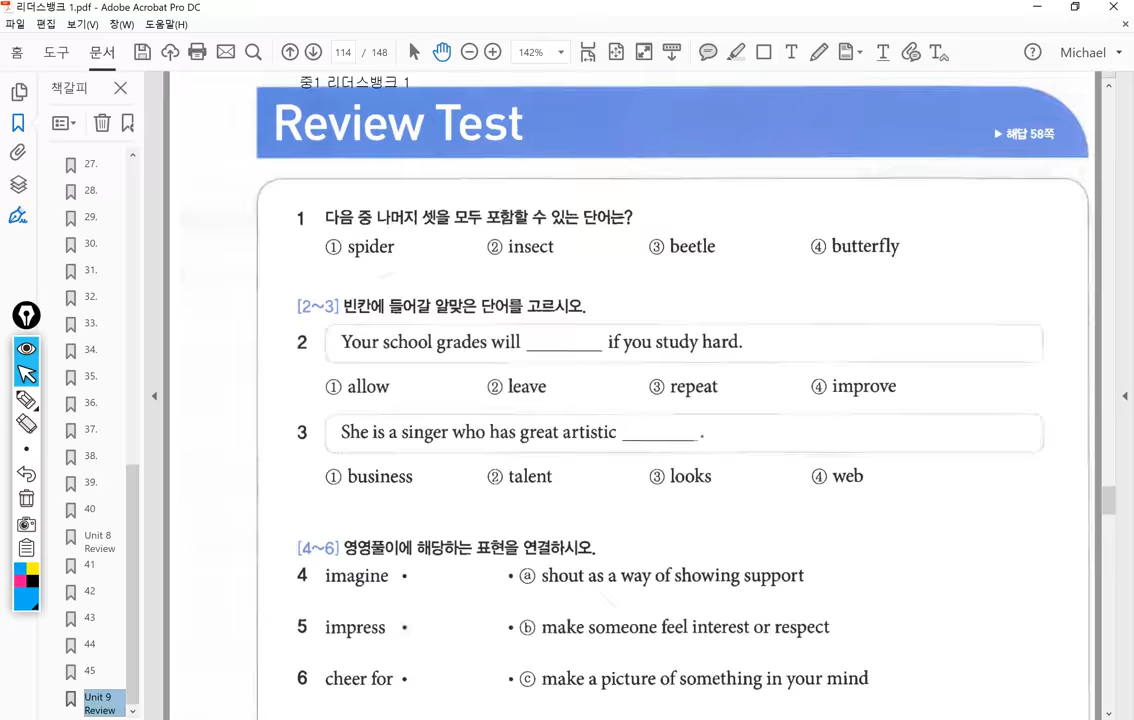 리더스뱅크 1.pdf - Adobe Acrobat Pro DC
파일 편집 보기(V) 창(W) 도움말(H)
홈 도구 문서 114 / 148 142% Michael
책갈피
27.
28.
29.
30.
31.
32.
33.
34.
35.
36.
37.
38.
39.
40
Unit 8
Review
41
42
43
44
45
Unit 9
Review
중1 리더스뱅크 1
Review Test
▶ 해답 58쪽
1 다음 중 나머지 셋을 모두 포함할 수 있는 단어는?
① spider ② insect ③ beetle ④ butterfly
[2~3] 빈칸에 들어갈 알맞은 단어를 고르시오.
2 Your school grades will ________ if you study hard.
① allow ② leave ③ repeat ④ improve
3 She is a singer who has great artistic ________ .
① business ② talent ③ looks ④ web
[4~6] 영영풀이에 해당하는 표현을 연결하시오.
4 imagine • • ⓐ shout as a way of showing support
5 impress • • ⓑ make someone feel interest or respect
6 cheer for • • ⓒ make a picture of something in your mind